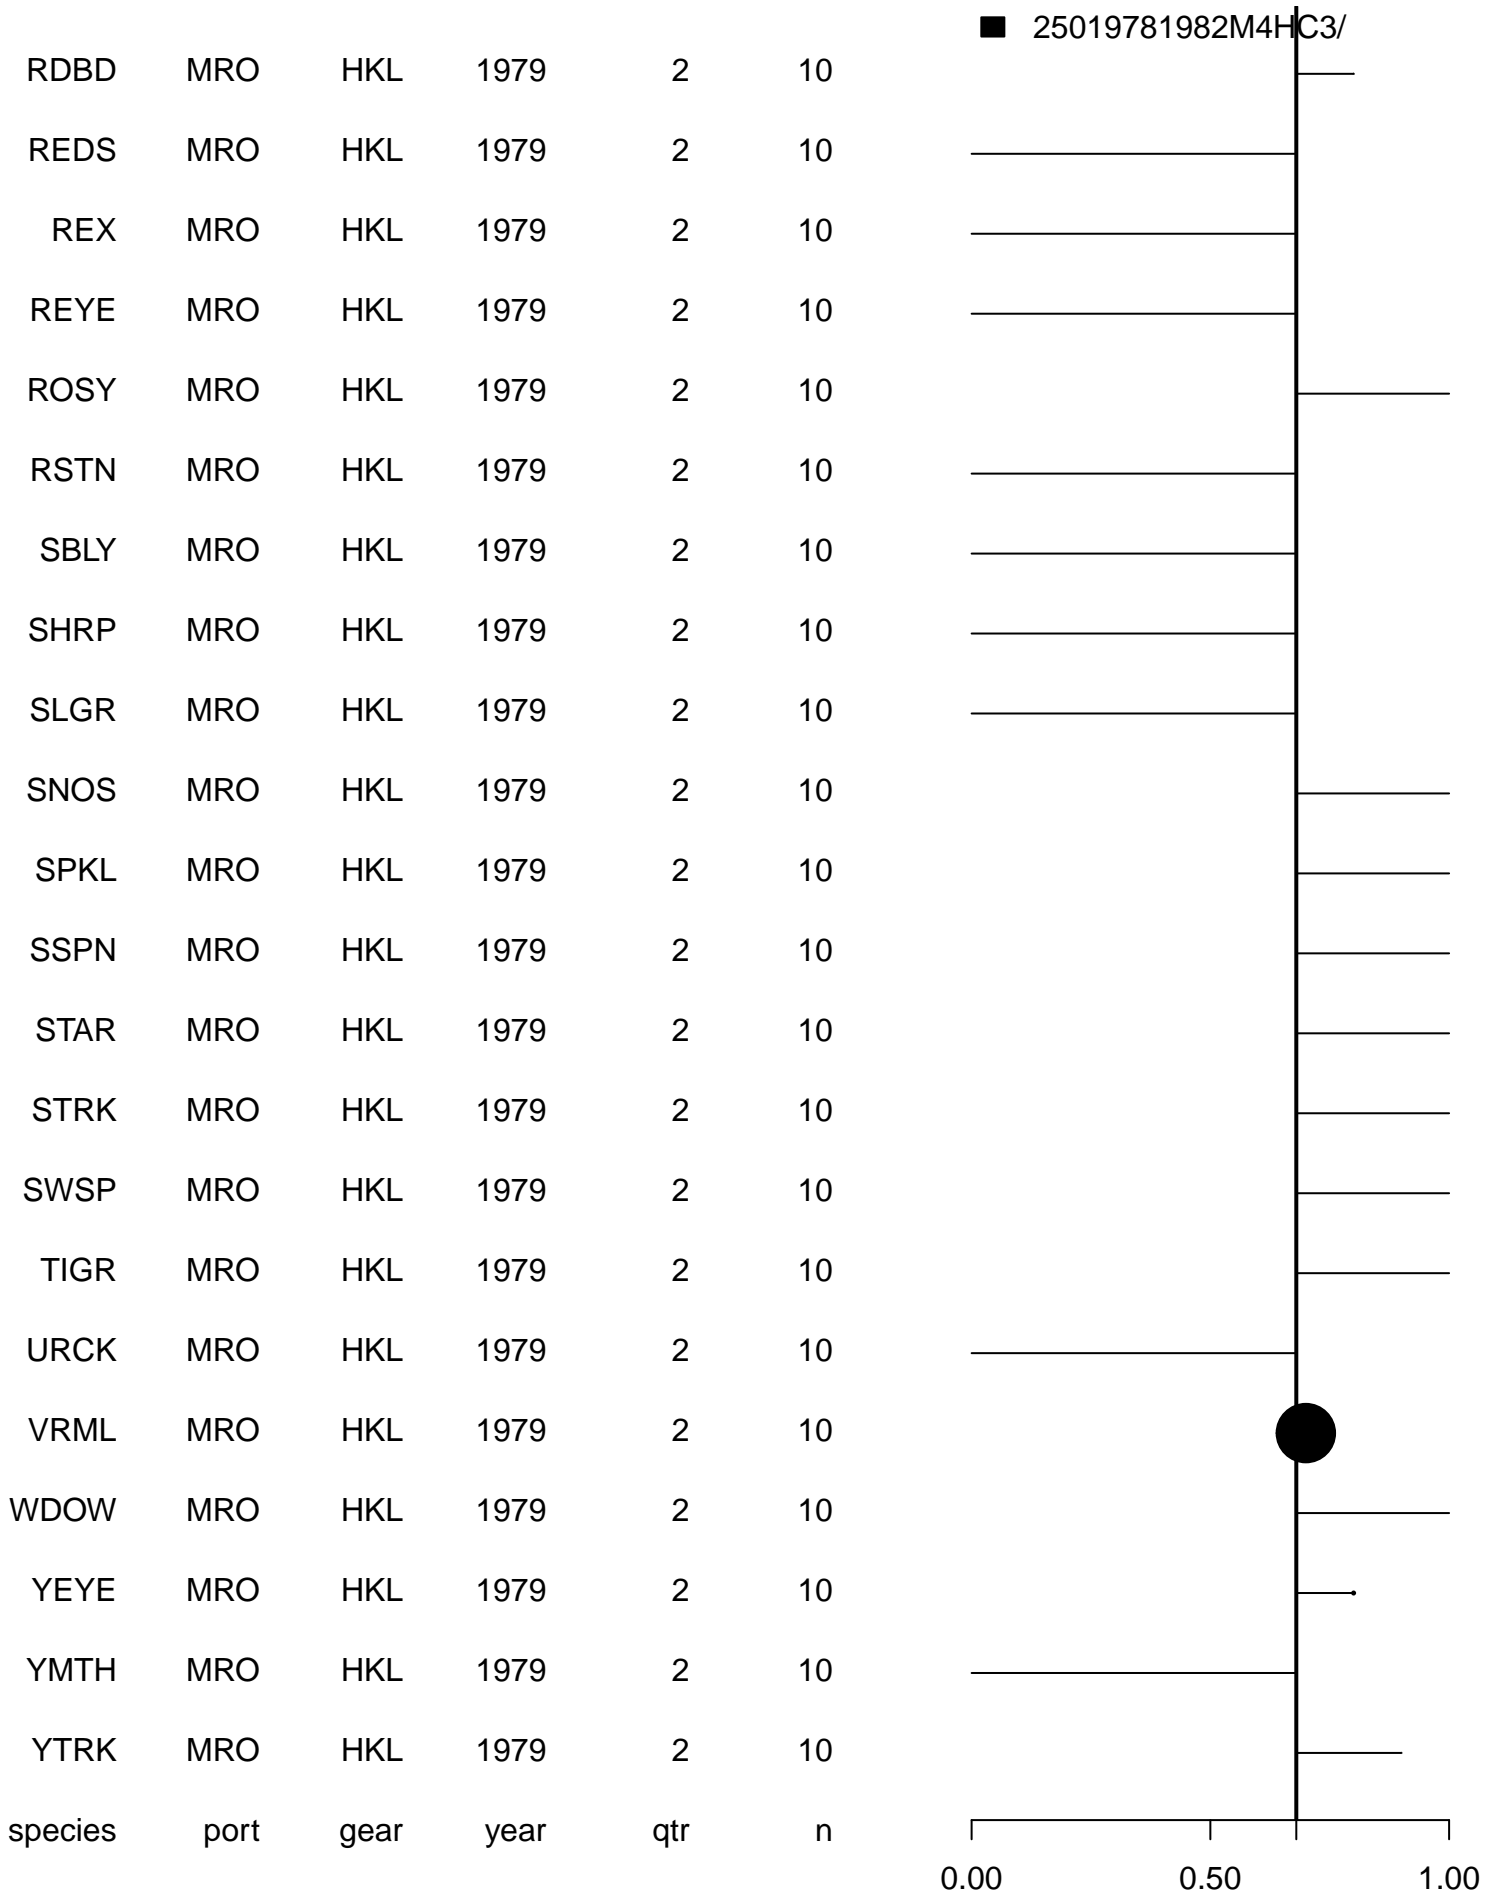 25019781982M4HC3/
RDBD MRO HKL 1979 2 10
REDS MRO HKL 1979 2 10
REX MRO HKL 1979 2 10
REYE MRO HKL 1979 2 10
ROSY MRO HKL 1979 2 10
RSTN MRO HKL 1979 2 10
SBLY MRO HKL 1979 2 10
SHRP MRO HKL 1979 2 10
SLGR MRO HKL 1979 2 10
SNOS MRO HKL 1979 2 10
SPKL MRO HKL 1979 2 10
SSPN MRO HKL 1979 2 10
STAR MRO HKL 1979 2 10
STRK MRO HKL 1979 2 10
SWSP MRO HKL 1979 2 10
TIGR MRO HKL 1979 2 10
URCK MRO HKL 1979 2 10
VRML MRO HKL 1979 2 10
WDOW MRO HKL 1979 2 10
YEYE MRO HKL 1979 2 10
YMTH MRO HKL 1979 2 10
YTRK MRO HKL 1979 2 10
species port gear year qtr n
0.00 0.50 1.00